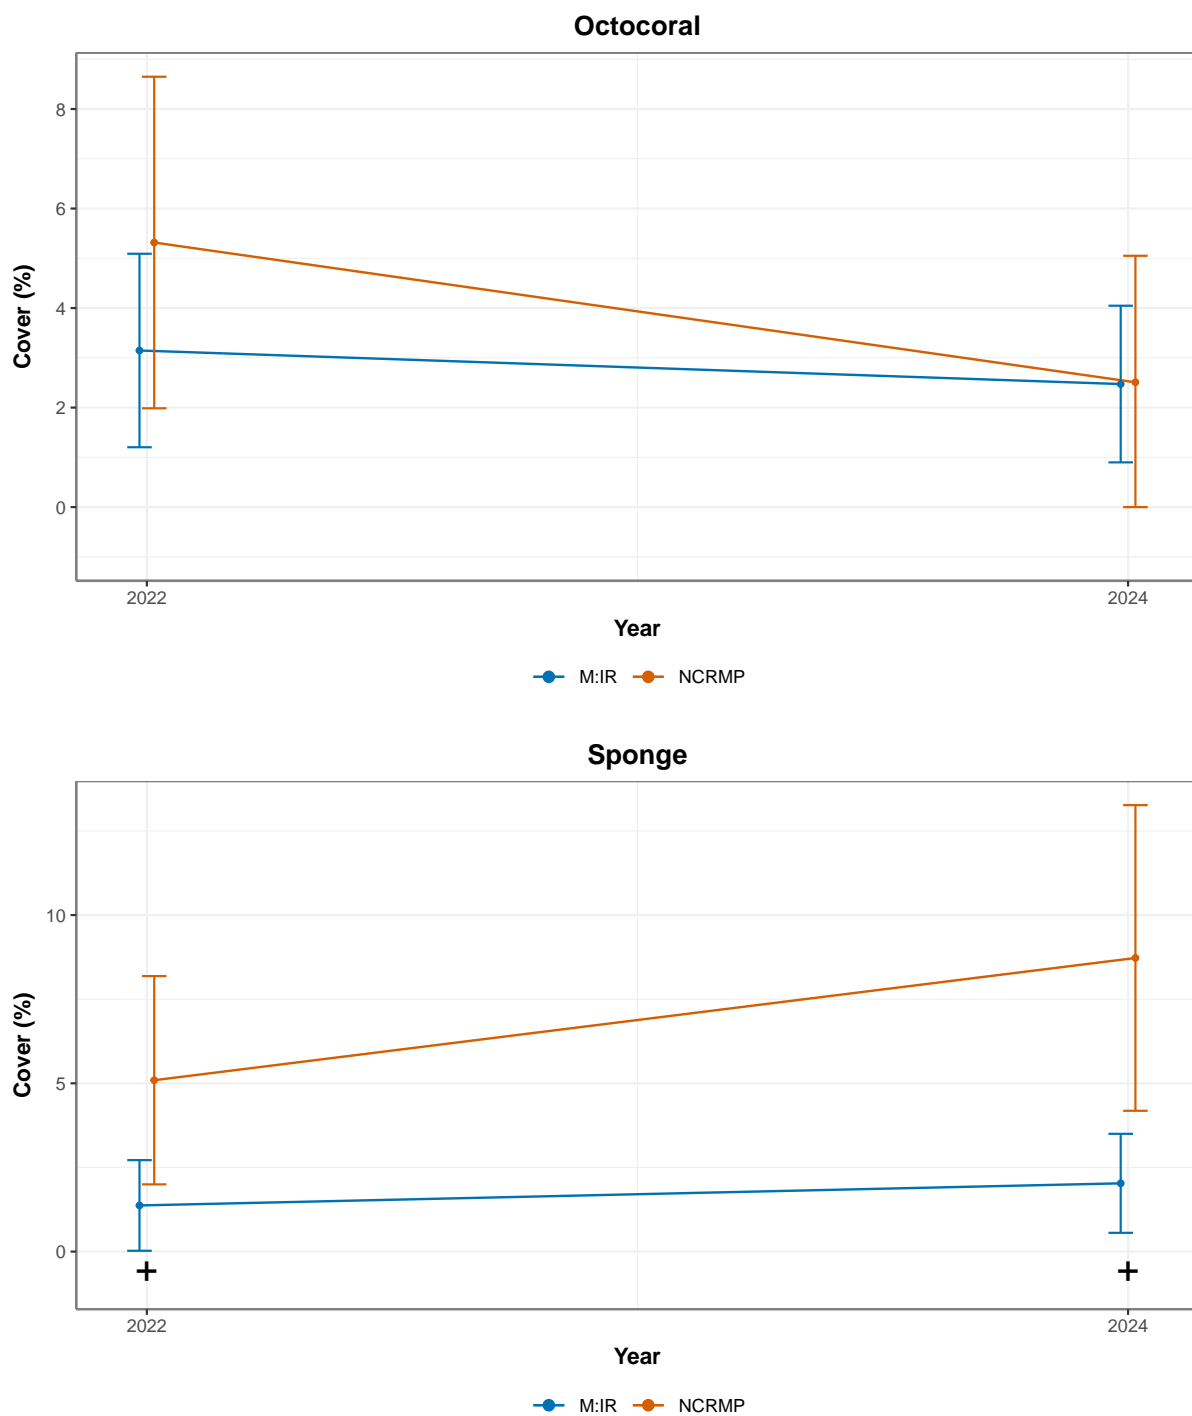 Octocoral
Cover (%)
8
6
4
2
0
2022 2024
Year
M:IR NCRMP
Sponge
Cover (%)
10
5
0
+ +
2022 2024
Year
M:IR NCRMP